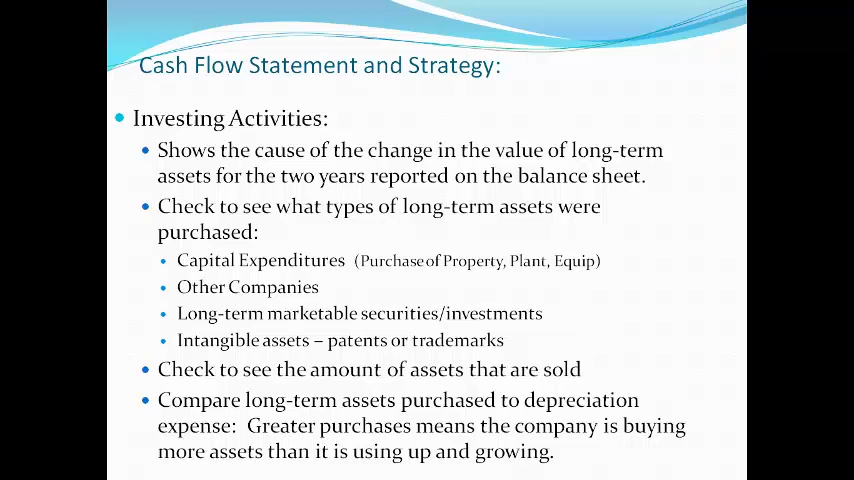 Cash Flow Statement and Strategy:
Investing Activities:
Shows the cause of the change in the value of long-term
assets for the two years reported on the balance sheet.
Check to see what types of long-term assets were
purchased:
Capital Expenditures (Purchase of Property, Plant, Equip)
Other Companies
Long-term marketable securities/investments
Intangible assets – patents or trademarks
Check to see the amount of assets that are sold
Compare long-term assets purchased to depreciation
expense: Greater purchases means the company is buying
more assets than it is using up and growing.